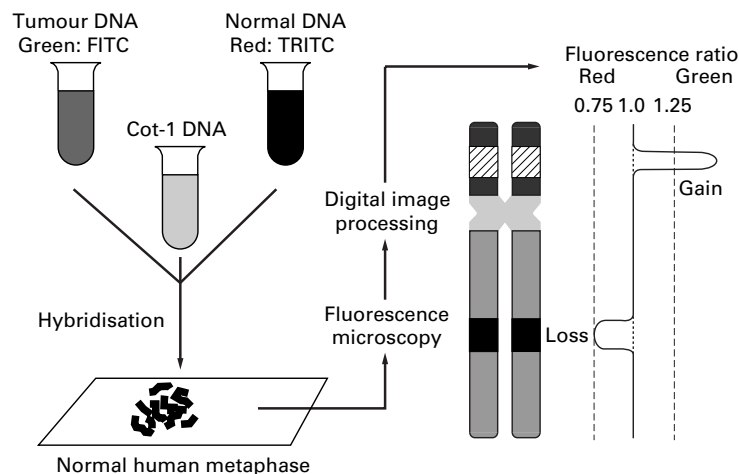 Tumour DNA
Green: FITC
Normal DNA
Red: TRITC
Cot-1 DNA
Hybridisation
Normal human metaphase
Fluorescence
microscopy
Digital image
processing
Fluorescence ratio
Red Green
0.75 1.0 1.25
Gain
Loss